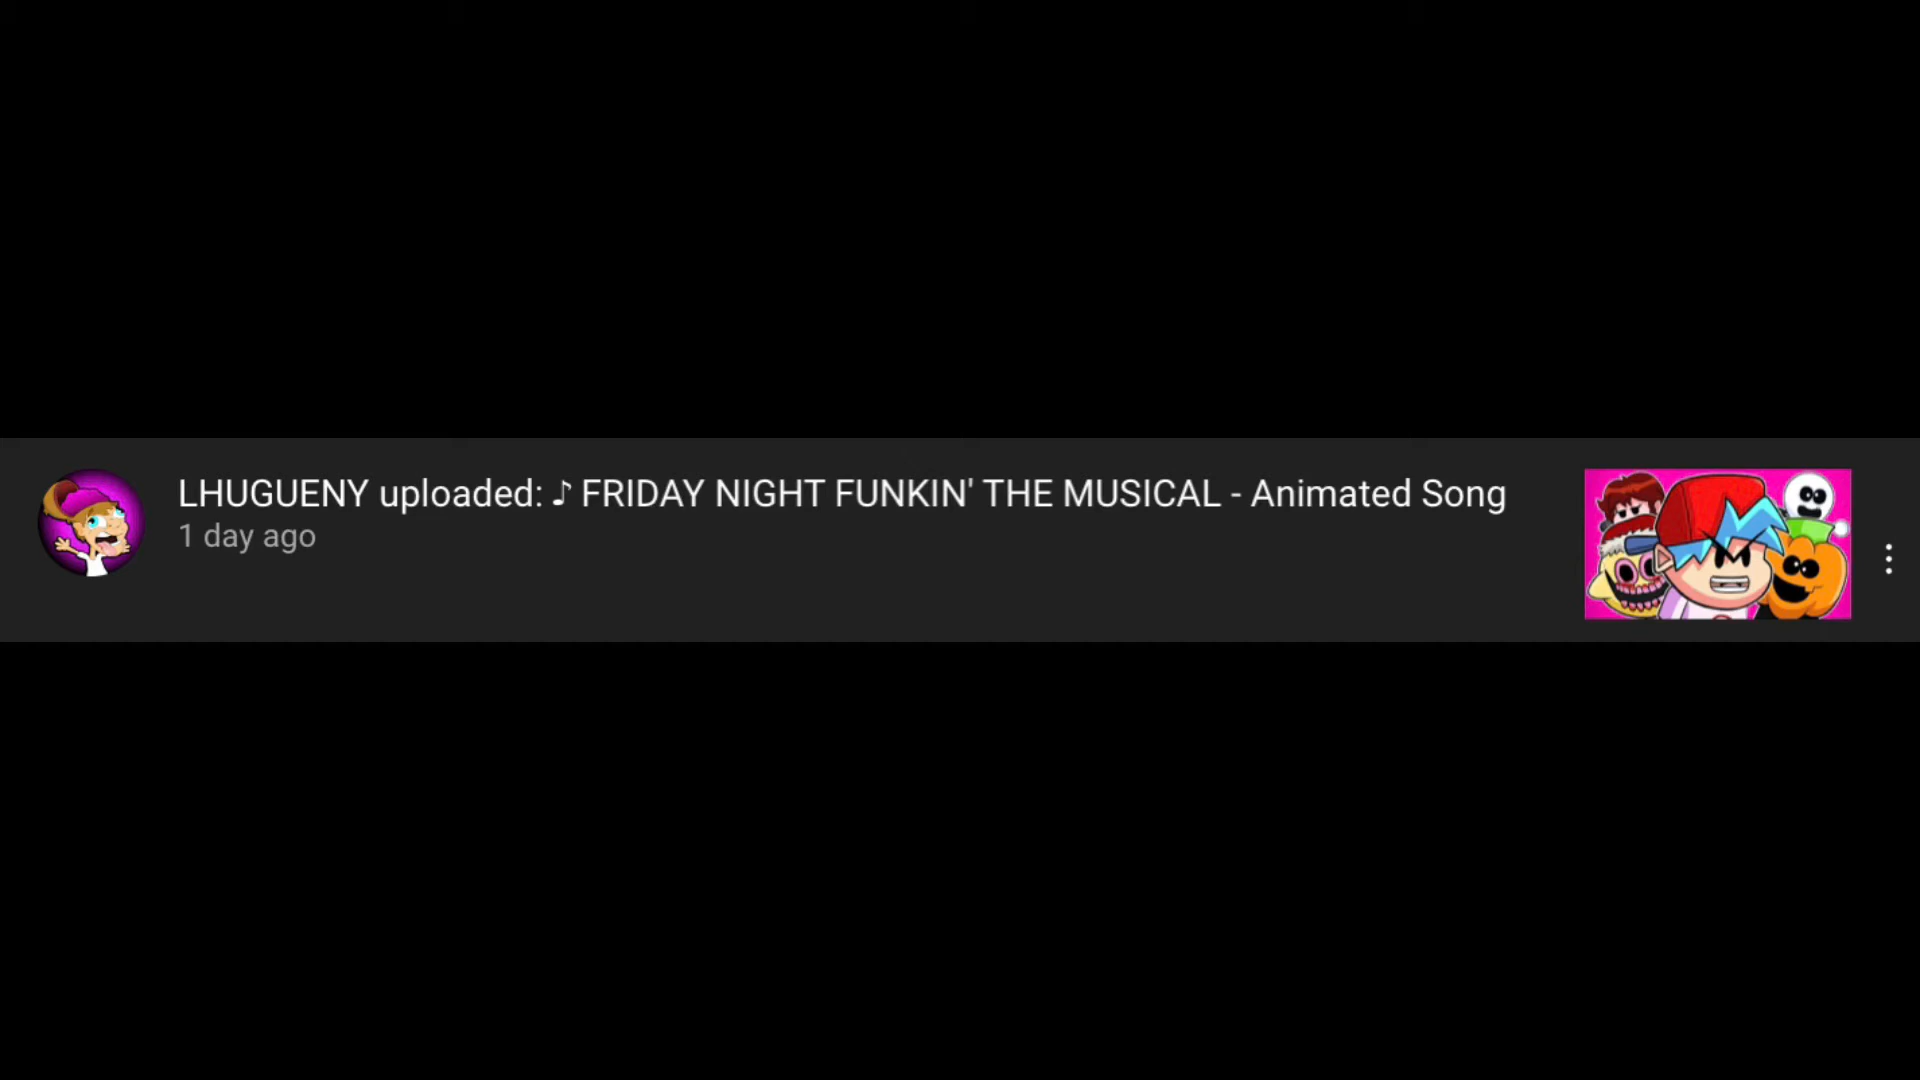 LHUGUENY uploaded: ♪ FRIDAY NIGHT FUNKIN' THE MUSICAL - Animated Song
1 day ago